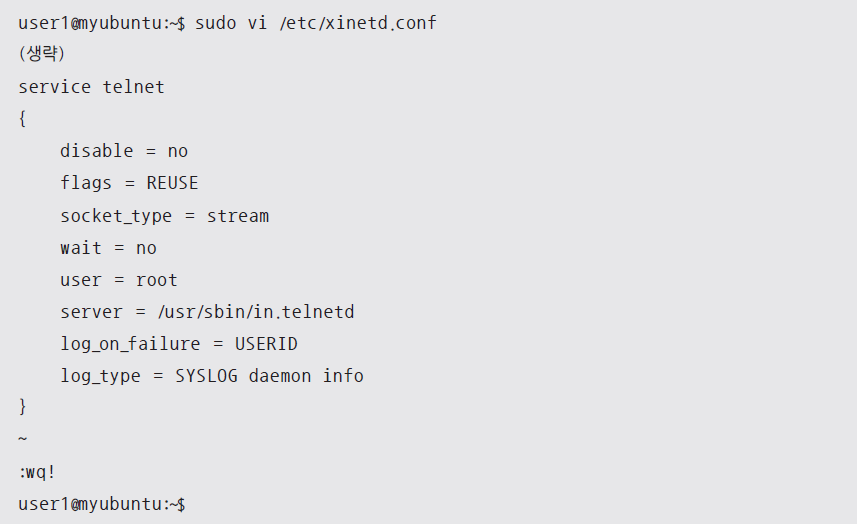 user1@myubuntu:~$ sudo vi /etc/xinetd.conf
(생략)
service telnet
{
disable = no
flags = REUSE
socket_type = stream
wait = no
user = root
server = /usr/sbin/in.telnetd
log_on_failure = USERID
log_type = SYSLOG daemon info
}
~
:wq!
user1@myubuntu:~$